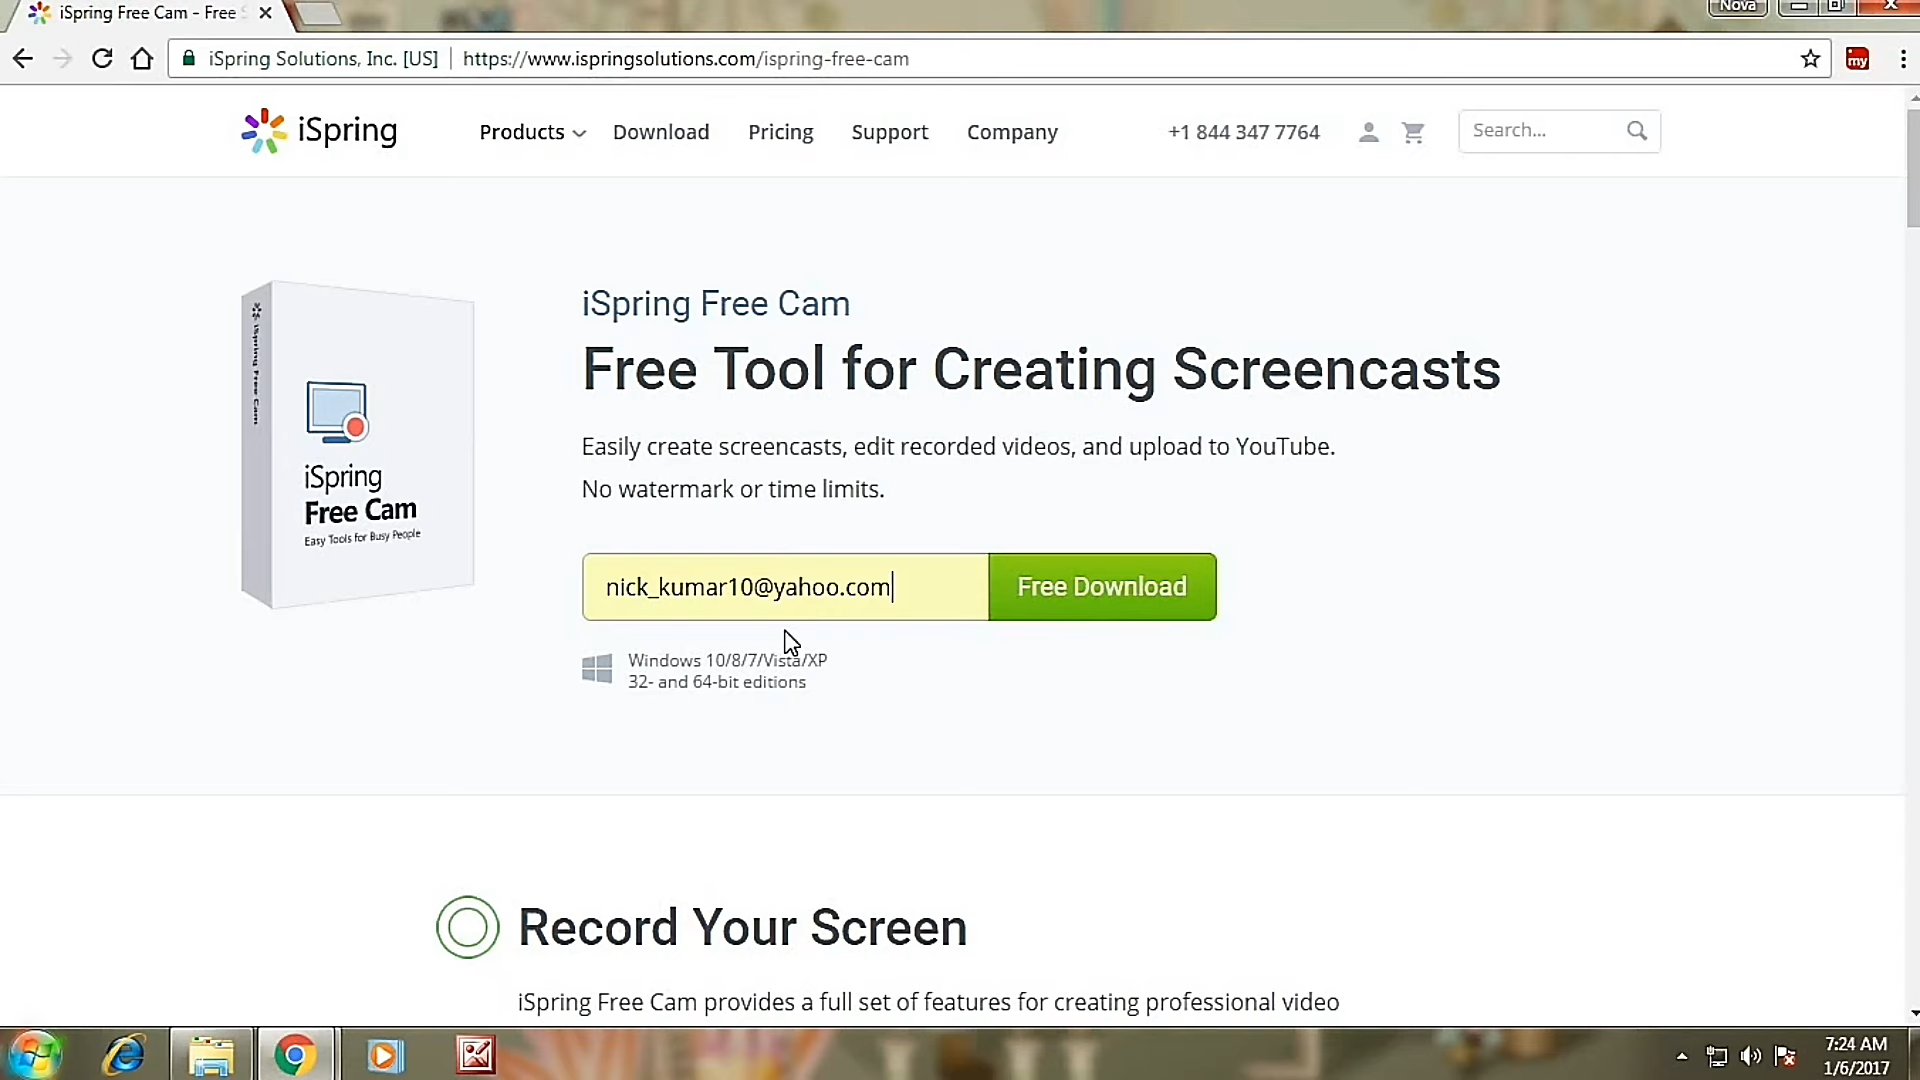 iSpring Free Cam - Free S
Nova
iSpring Solutions, Inc. [US]
https://www.ispringsolutions.com/ispring-free-cam
my
iSpring
Products
Download
Pricing
Support
Company
+1 844 347 7764
Search...
iSpring Free Cam
iSpring
Free Cam
Easy Tools for Busy People
iSpring Free Cam
Free Tool for Creating Screencasts
Easily create screencasts, edit recorded videos, and upload to YouTube.
No watermark or time limits.
nick_kumar10@yahoo.com
Free Download
Windows 10/8/7/Vista/XP
32- and 64-bit editions
Record Your Screen
iSpring Free Cam provides a full set of features for creating professional video
7:24 AM
1/6/2017